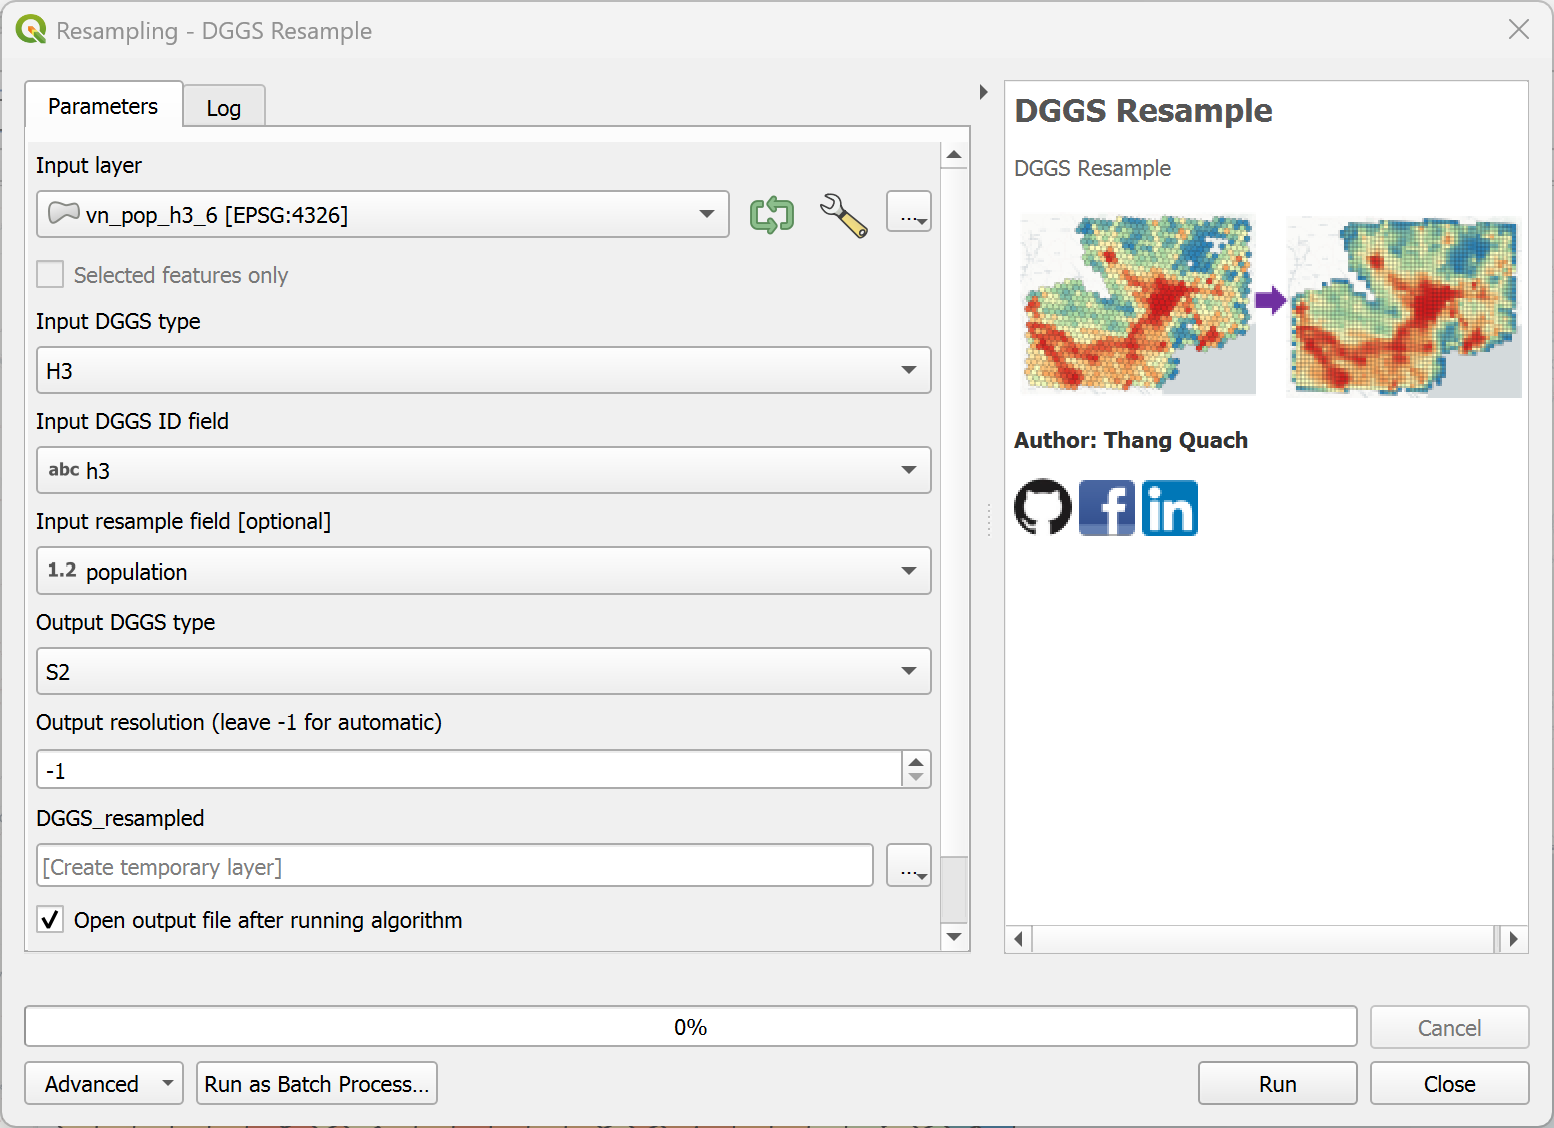 Resampling - DGGS Resample
Parameters
Log
Input layer
vn_pop_h3_6 [EPSG:4326]
...
Selected features only
Input DGGS type
H3
Input DGGS ID field
abc h3
Input resample field [optional]
1.2 population
Output DGGS type
S2
Output resolution (leave -1 for automatic)
-1
DGGS_resampled
[Create temporary layer]
...
Open output file after running algorithm
DGGS Resample
DGGS Resample
Author: Thang Quach
f
in
0%
Cancel
Advanced
Run as Batch Process...
Run
Close